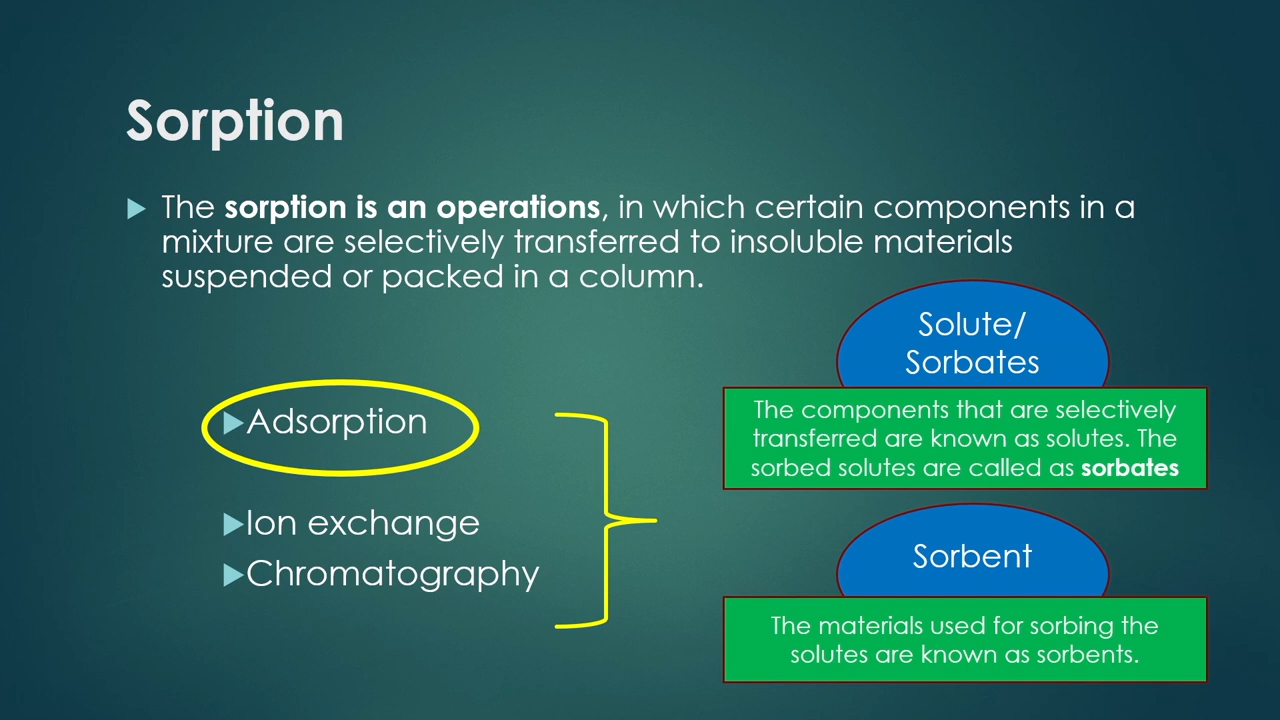 Sorption
The sorption is an operations, in which certain components in a
mixture are selectively transferred to insoluble materials
suspended or packed in a column.
Adsorption
Ion exchange
Chromatography
Solute/
Sorbates
The components that are selectively
transferred are known as solutes. The
sorbed solutes are called as sorbates
Sorbent
The materials used for sorbing the
solutes are known as sorbents.